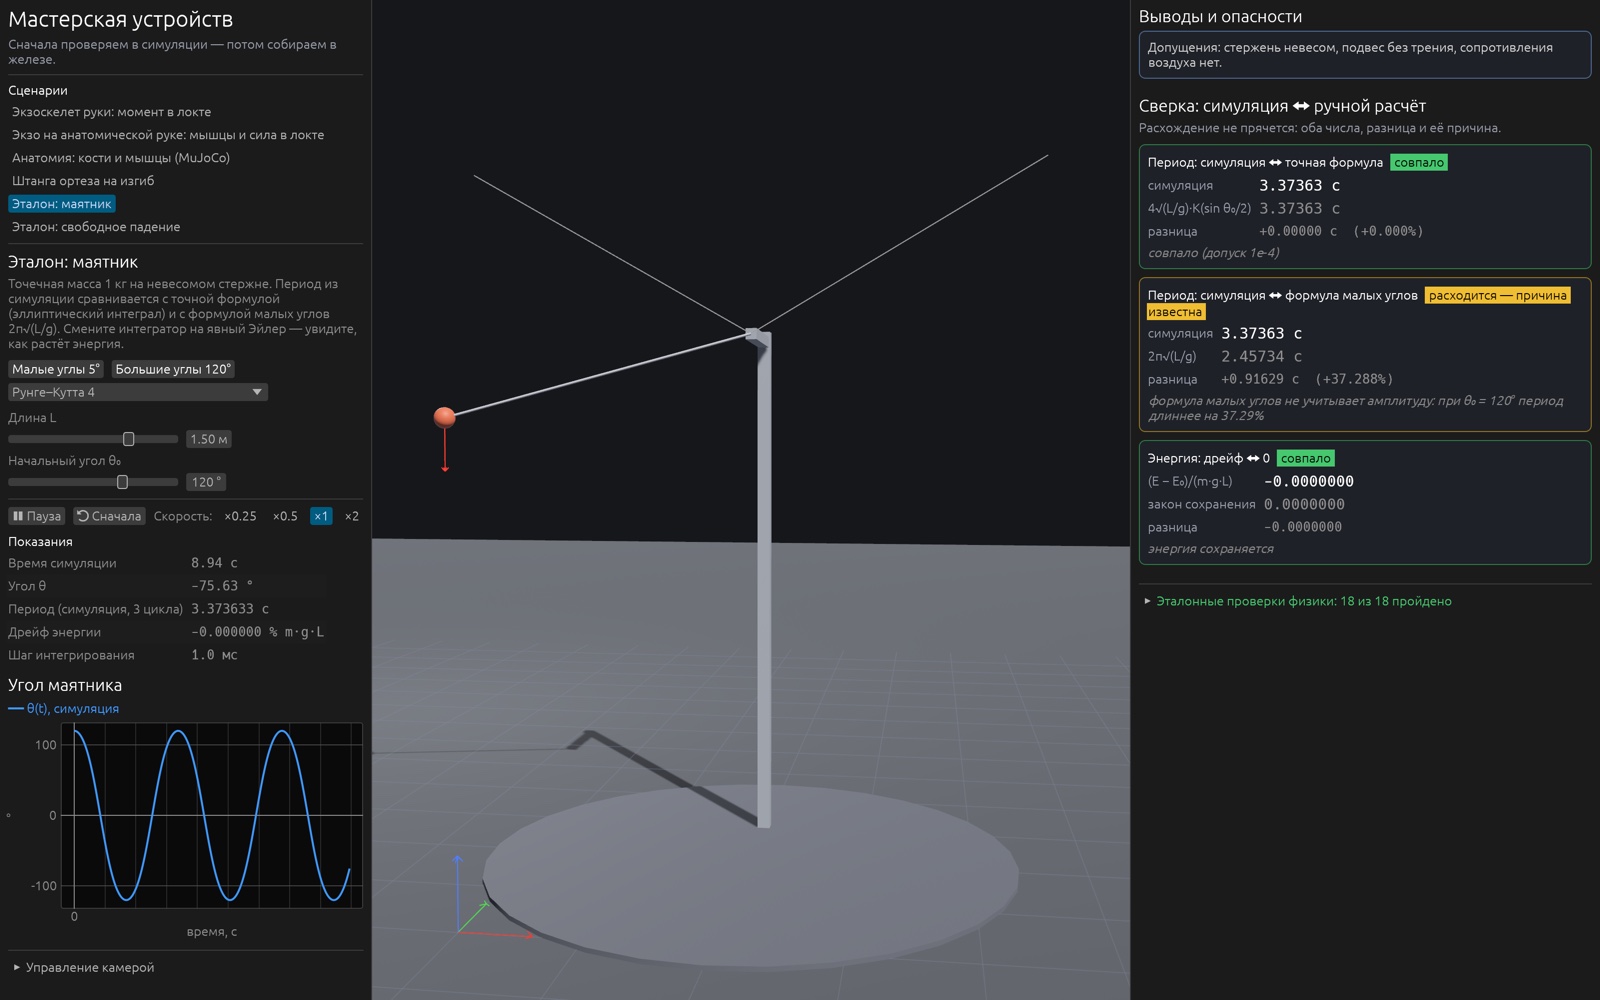 Мастерская устройств
Сначала проверяем в симуляции — потом собираем в
железе.
Сценарии
Экзоскелет руки: момент в локте
Экзо на анатомической руке: мышцы и сила в локте
Анатомия: кости и мышцы (MuJoCo)
Штанга ортеза на изгиб
Эталон: маятник
Эталон: свободное падение
Эталон: маятник
Точечная масса 1 кг на невесомом стержне. Период из
симуляции сравнивается с точной формулой
(эллиптический интеграл) и с формулой малых углов
2π√(L/g). Смените интегратор на явный Эйлер — увидите,
как растёт энергия.
Малые углы 5° Большие углы 120°
Рунге–Кутта 4
Длина L
1.50 м
Начальный угол θ₀
120 °
Пауза Сначала Скорость: ×0.25 ×0.5 ×1 ×2
Показания
Время симуляции 8.94 с
Угол θ -75.63 °
Период (симуляция, 3 цикла) 3.373633 с
Дрейф энергии -0.000000 % m·g·L
Шаг интегрирования 1.0 мс
Угол маятника
θ(t), симуляция
100
0
-100
°
0
время, с
Управление камерой
Выводы и опасности
Допущения: стержень невесом, подвес без трения, сопротивления
воздуха нет.
Сверка: симуляция ⬌ ручной расчёт
Расхождение не прячется: оба числа, разница и её причина.
Период: симуляция ⬌ точная формула совпало
симуляция 3.37363 с
4√(L/g)·K(sin θ₀/2) 3.37363 с
разница +0.00000 с (+0.000%)
совпало (допуск 1e-4)
Период: симуляция ⬌ формула малых углов расходится — причина
известна
симуляция 3.37363 с
2π√(L/g) 2.45734 с
разница +0.91629 с (+37.288%)
формула малых углов не учитывает амплитуду: при θ₀ = 120° период
длиннее на 37.29%
Энергия: дрейф ⬌ 0 совпало
(E − E₀)/(m·g·L) -0.0000000
закон сохранения 0.0000000
разница -0.0000000
энергия сохраняется
Эталонные проверки физики: 18 из 18 пройдено